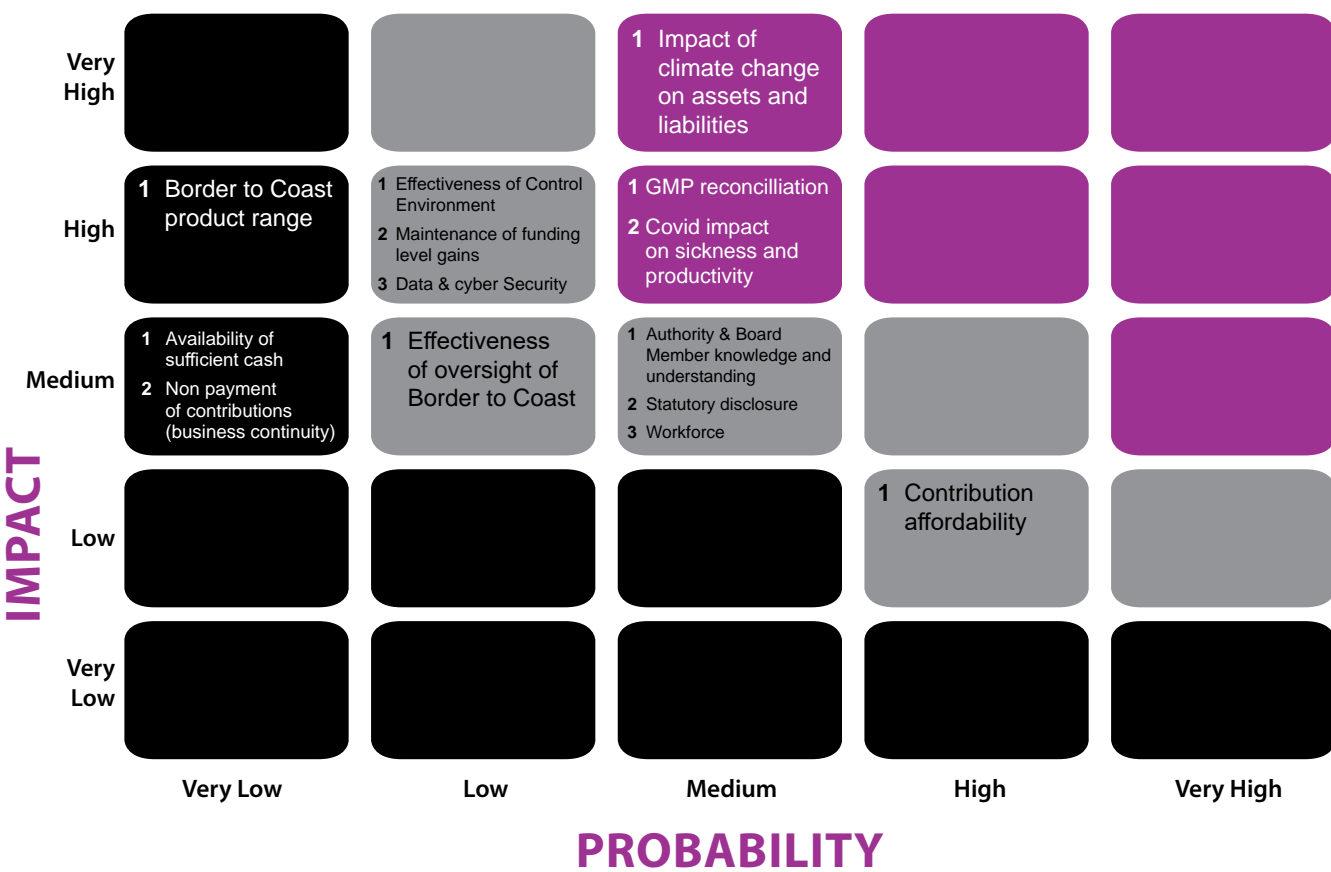 Very
High
1 Impact of
climate change
on assets and
liabilities
High
1 Border to Coast
product range
1 Effectiveness of Control
Environment
2 Maintenance of funding
level gains
3 Data & cyber Security
1 GMP reconcilliation
2 Covid impact
on sickness and
productivity
Medium
1 Availability of
sufficient cash
2 Non payment
of contributions
(business continuity)
1 Effectiveness
of oversight of
Border to Coast
1 Authority & Board
Member knowledge and
understanding
2 Statutory disclosure
3 Workforce
IMPACT
Low
1 Contribution
affordability
Very
Low
Very Low
Low
Medium
High
Very High
PROBABILITY